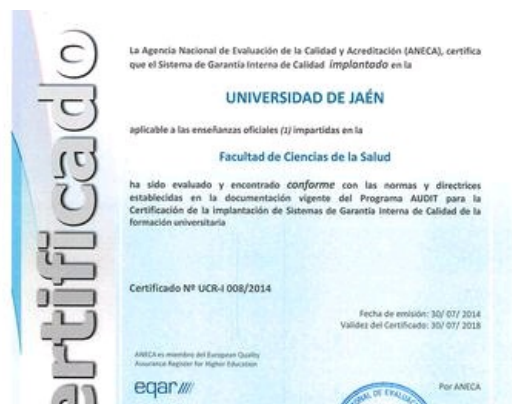 ertificado
La Agencia Nacional de Evaluación de la Calidad y Acreditación (ANECA), certifica
que el Sistema de Garantía Interna de Calidad implantado en la
UNIVERSIDAD DE JAÉN
aplicable a las enseñanzas oficiales (1) impartidas en la
Facultad de Ciencias de la Salud
ha sido evaluado y encontrado conforme con las normas y directrices
establecidas en la documentación vigente del Programa AUDIT para la
Certificación de la implantación de Sistemas de Garantía Interna de Calidad de la
formación universitaria
Certificado Nº UCR-I 008/2014
Fecha de emisión: 30/ 07/ 2014
Validez del Certificado: 30/ 07/ 2018
ANECA es miembro del European Quality
Assurance Register for Higher Education
eqar
Por ANECA
NAL DE EVALUAC